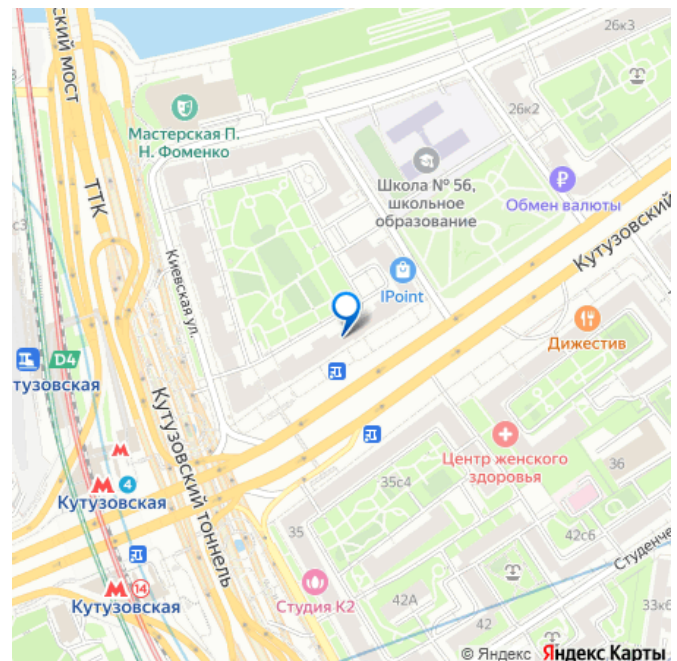 26к3
ский мост
26к2
Мастерская П.
Н. Фоменко
Школа № 56,
школьное
образование
₽
Обмен валюты
ТТК
с3
Кутузовский
Киевская ул.
IPoint
Дижестив
D4
тузовская
Кутузовский тоннель
М
М 4
Кутузовская
35с4
Центр женского
здоровья
36
35
42с6
Студенче
М 14
Кутузовская
Студия К2
42А
42
33к6
© Яндекс Яндекс Карты